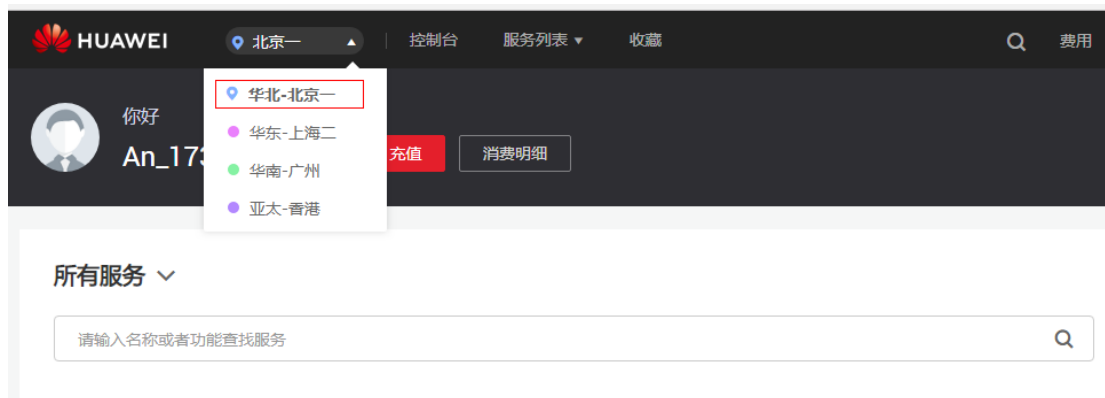 HUAWEI 北京一 控制台 服务列表 收藏 费用
华北-北京一
华东-上海二
华南-广州
亚太-香港
你好
An_173
充值 消费明细
所有服务
请输入名称或者功能查找服务